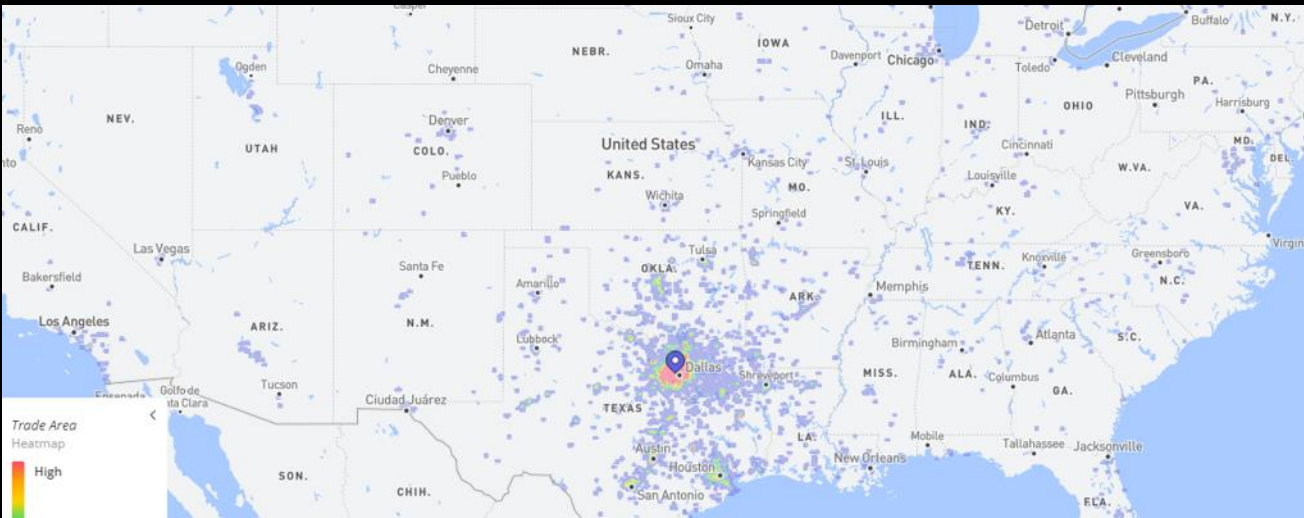 Casper
Sioux City
Detroit
Buffalo
N.Y.
NEBR.
IOWA
Davenport
Chicago
Toledo
Cleveland
Ogden
Cheyenne
Omaha
PA.
Pittsburgh
OHIO
Harrisburg
NEV.
Denver
ILL.
IND.
Reno
UTAH
COLO.
United States
Cincinnati
MD.
DEL.
Kansas City
St. Louis
W.VA.
Pueblo
KANS.
MO.
Louisville
Wichita
KY.
VA.
Springfield
CALIF.
Las Vegas
Tulsa
Virgin
Knoxville
Greensboro
TENN.
Santa Fe
OKLA.
Bakersfield
Amarillo
Memphis
N.C.
ARK.
Los Angeles
ARIZ.
N.M.
Lubbock
Birmingham
Atlanta
S.C.
Dallas
Shreveport
MISS.
ALA.
Columbus
Tucson
GA.
Ensenada
Golfo de
Santa Clara
Ciudad Juárez
TEXAS
Trade Area
Heatmap
High
LA.
Mobile
Tallahassee
Jacksonville
Austin
New Orleans
Houston
SON.
CHIH.
San Antonio
FLA.